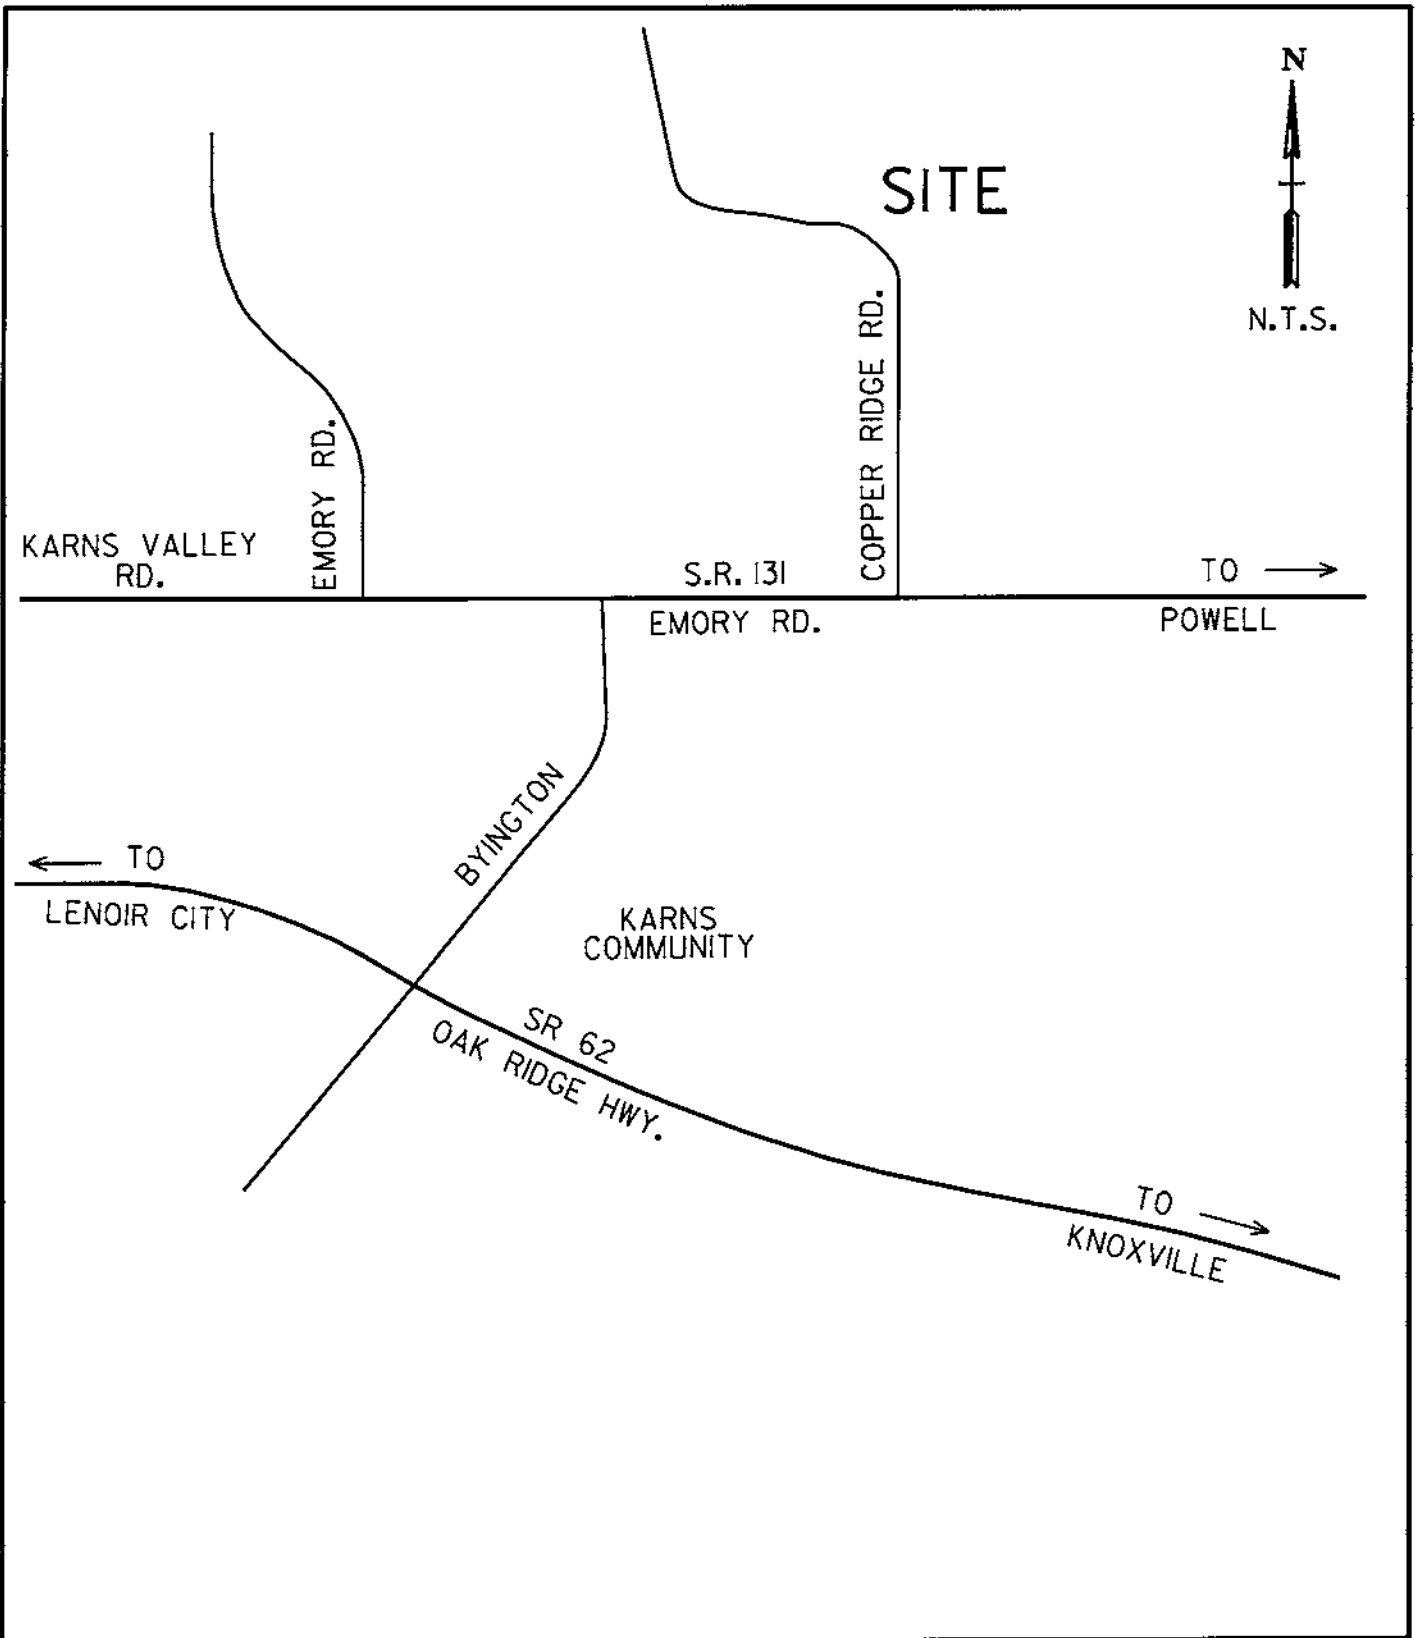 N
SITE
N.T.S.
COPPER RIDGE RD.
EMORY RD.
KARNS VALLEY
RD.
S.R. 131
TO
EMORY RD.
POWELL
BYINGTON
TO
LENOIR CITY
KARNS
COMMUNITY
SR 62
OAK RIDGE HWY.
TO
KNOXVILLE